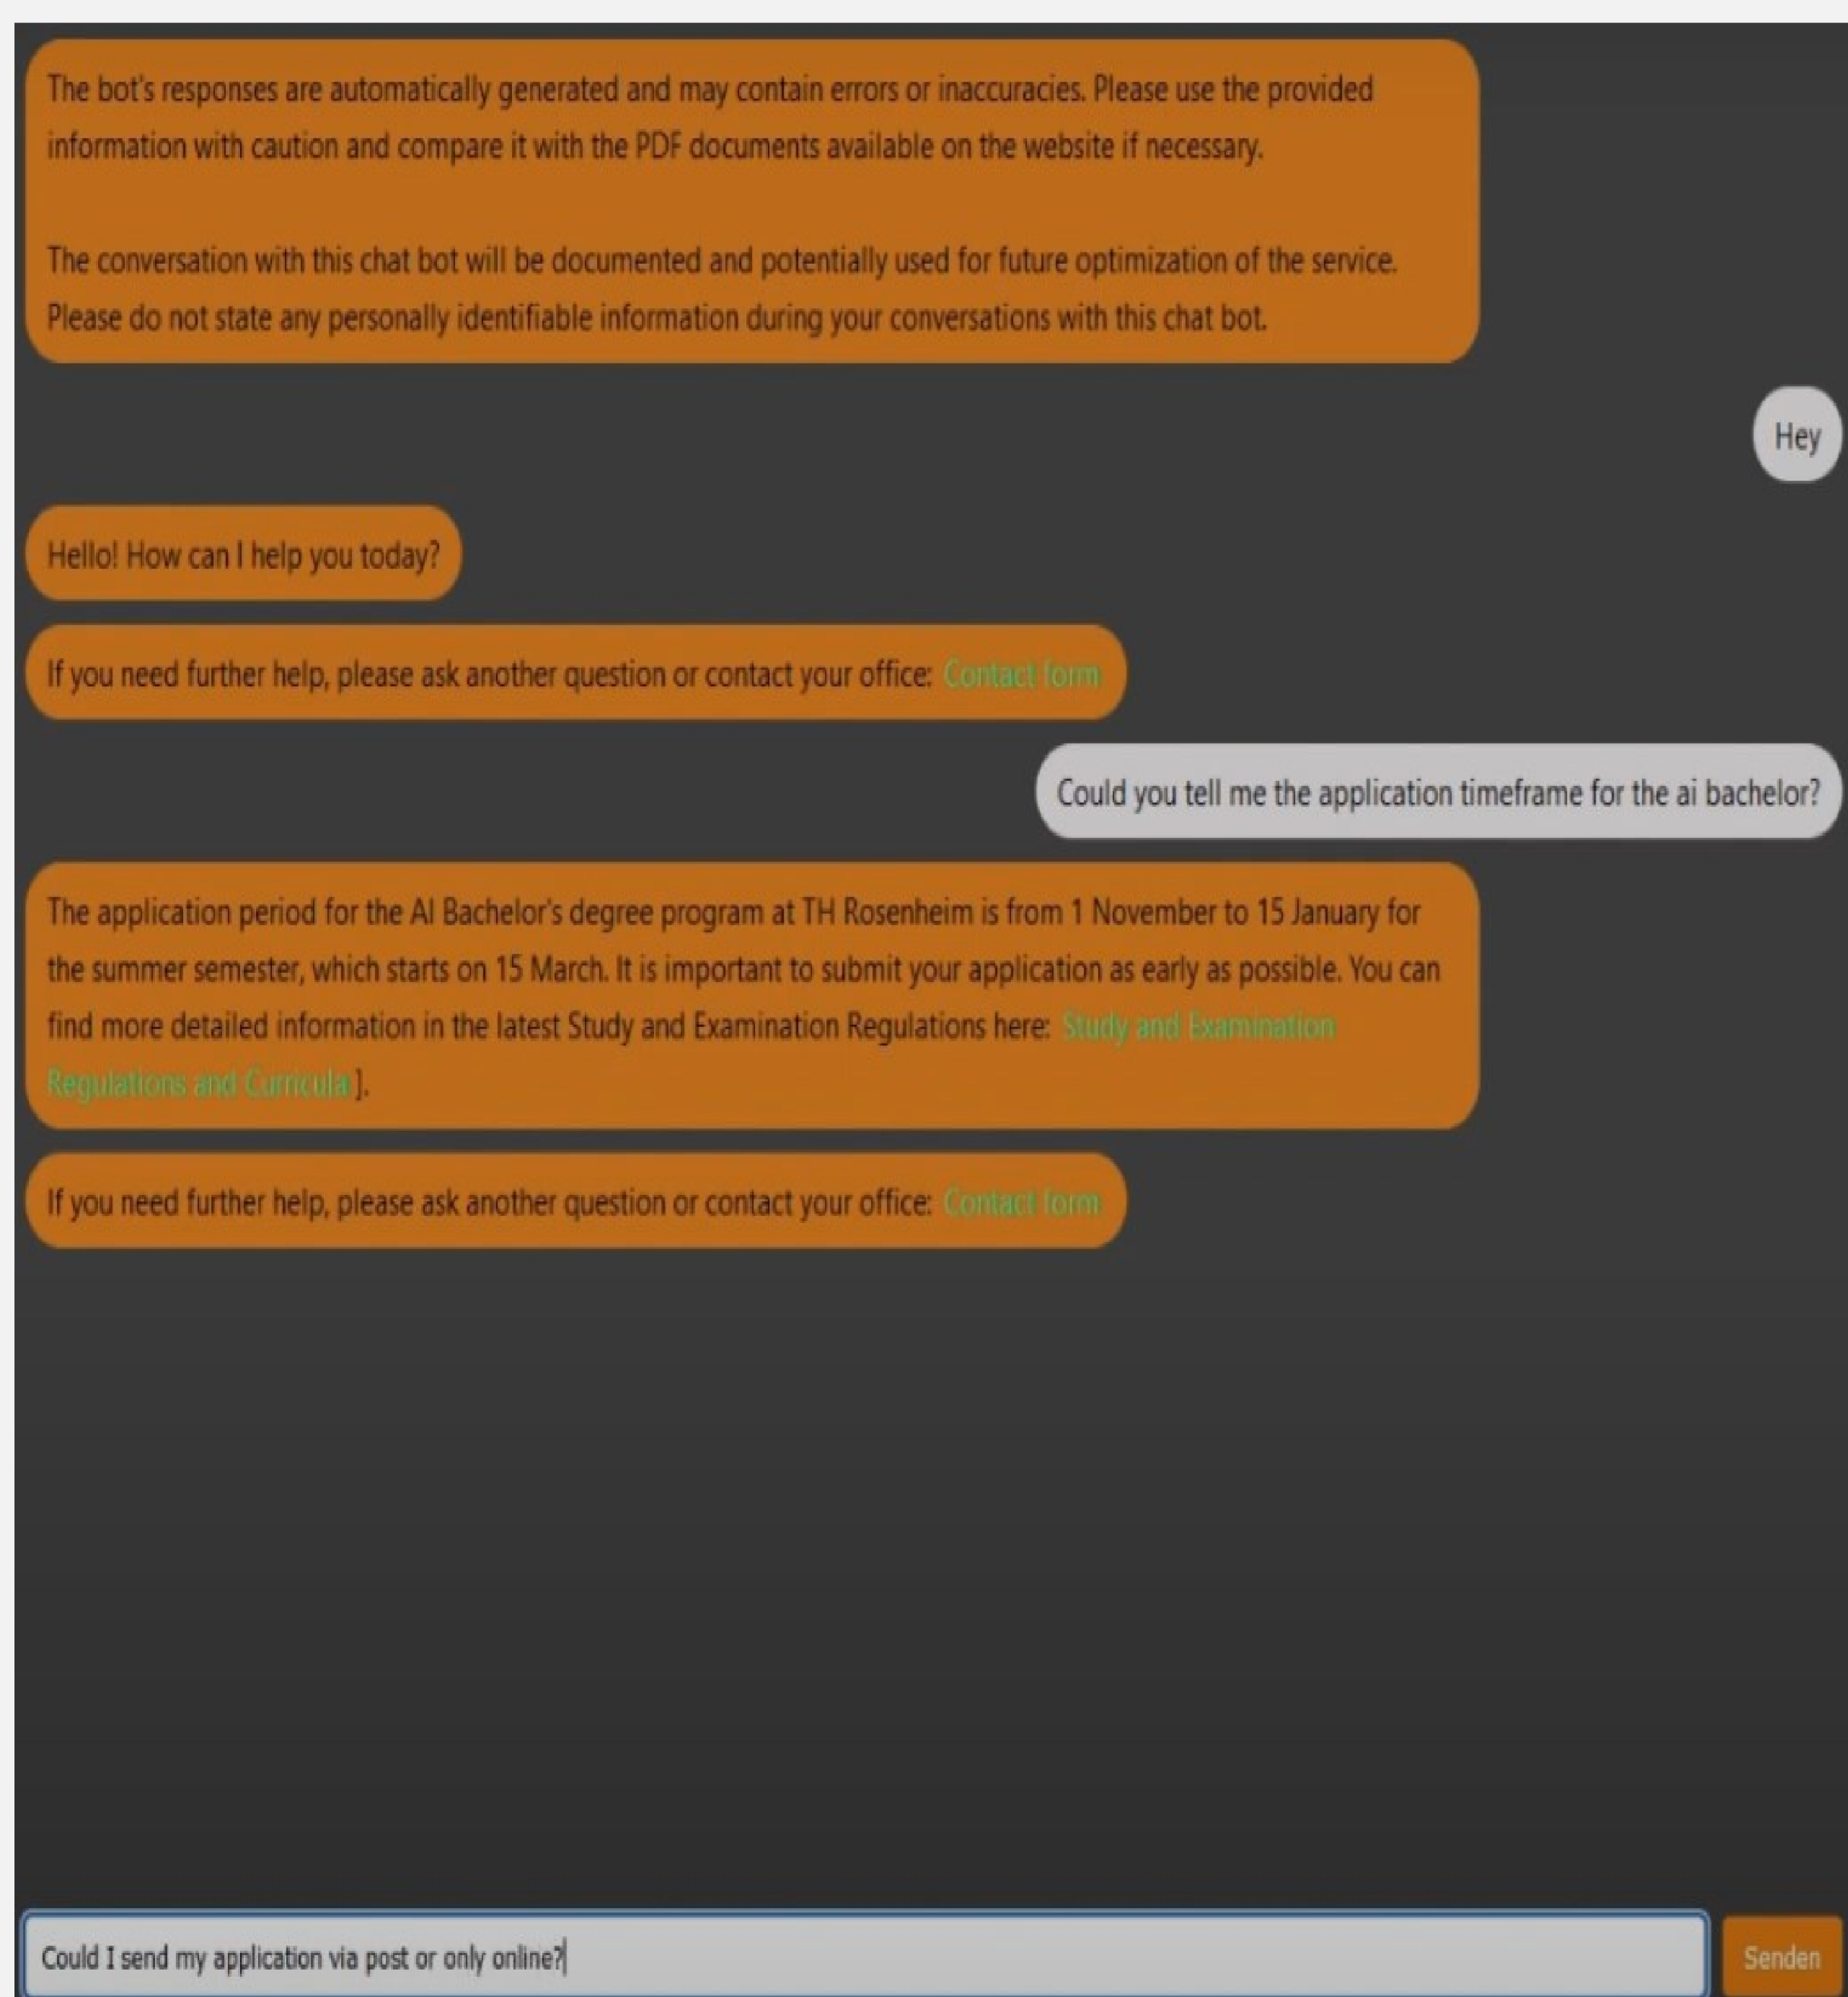 The bot's responses are automatically generated and may contain errors or inaccuracies. Please use the provided
information with caution and compare it with the PDF documents available on the website if necessary.
The conversation with this chat bot will be documented and potentially used for future optimization of the service.
Please do not state any personally identifiable information during your conversations with this chat bot.
Hey
Hello! How can I help you today?
If you need further help, please ask another question or contact your office: Contact form
Could you tell me the application timeframe for the ai bachelor?
The application period for the AI Bachelor's degree program at TH Rosenheim is from 1 November to 15 January for
the summer semester, which starts on 15 March. It is important to submit your application as early as possible. You can
find more detailed information in the latest Study and Examination Regulations here: Study and Examination
Regulations and Curricula ].
If you need further help, please ask another question or contact your office: Contact form
Could I send my application via post or only online?
Senden